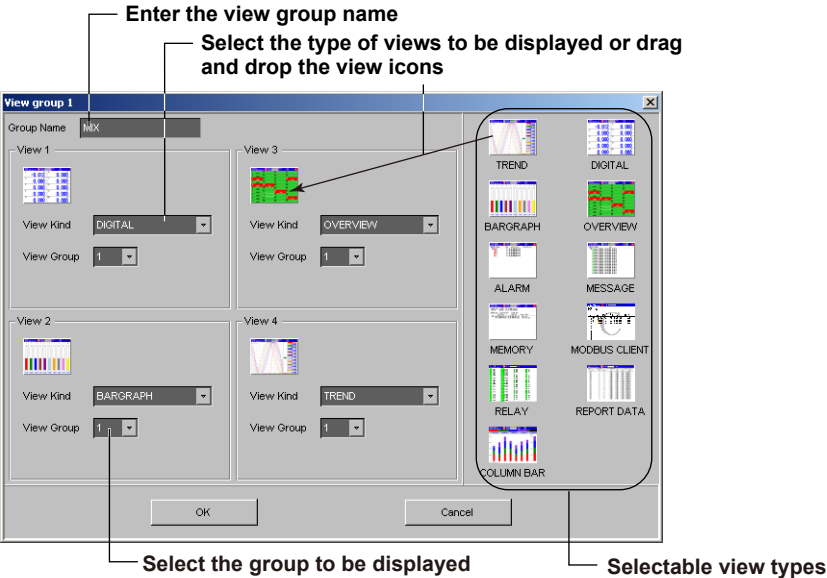 Enter the view group name
Select the type of views to be displayed or drag
and drop the view icons
View group 1
Group Name MIX
View 1
View Kind DIGITAL
View Group 1
View 3
View Kind OVERVIEW
View Group 1
View 2
View Kind BARGRAPH
View Group 1
View 4
View Kind TREND
View Group 1
TREND DIGITAL
BARGRAPH OVERVIEW
ALARM MESSAGE
MEMORY MODBUS CLIENT
RELAY REPORT DATA
COLUMN BAR
OK Cancel
Select the group to be displayed
Selectable view types